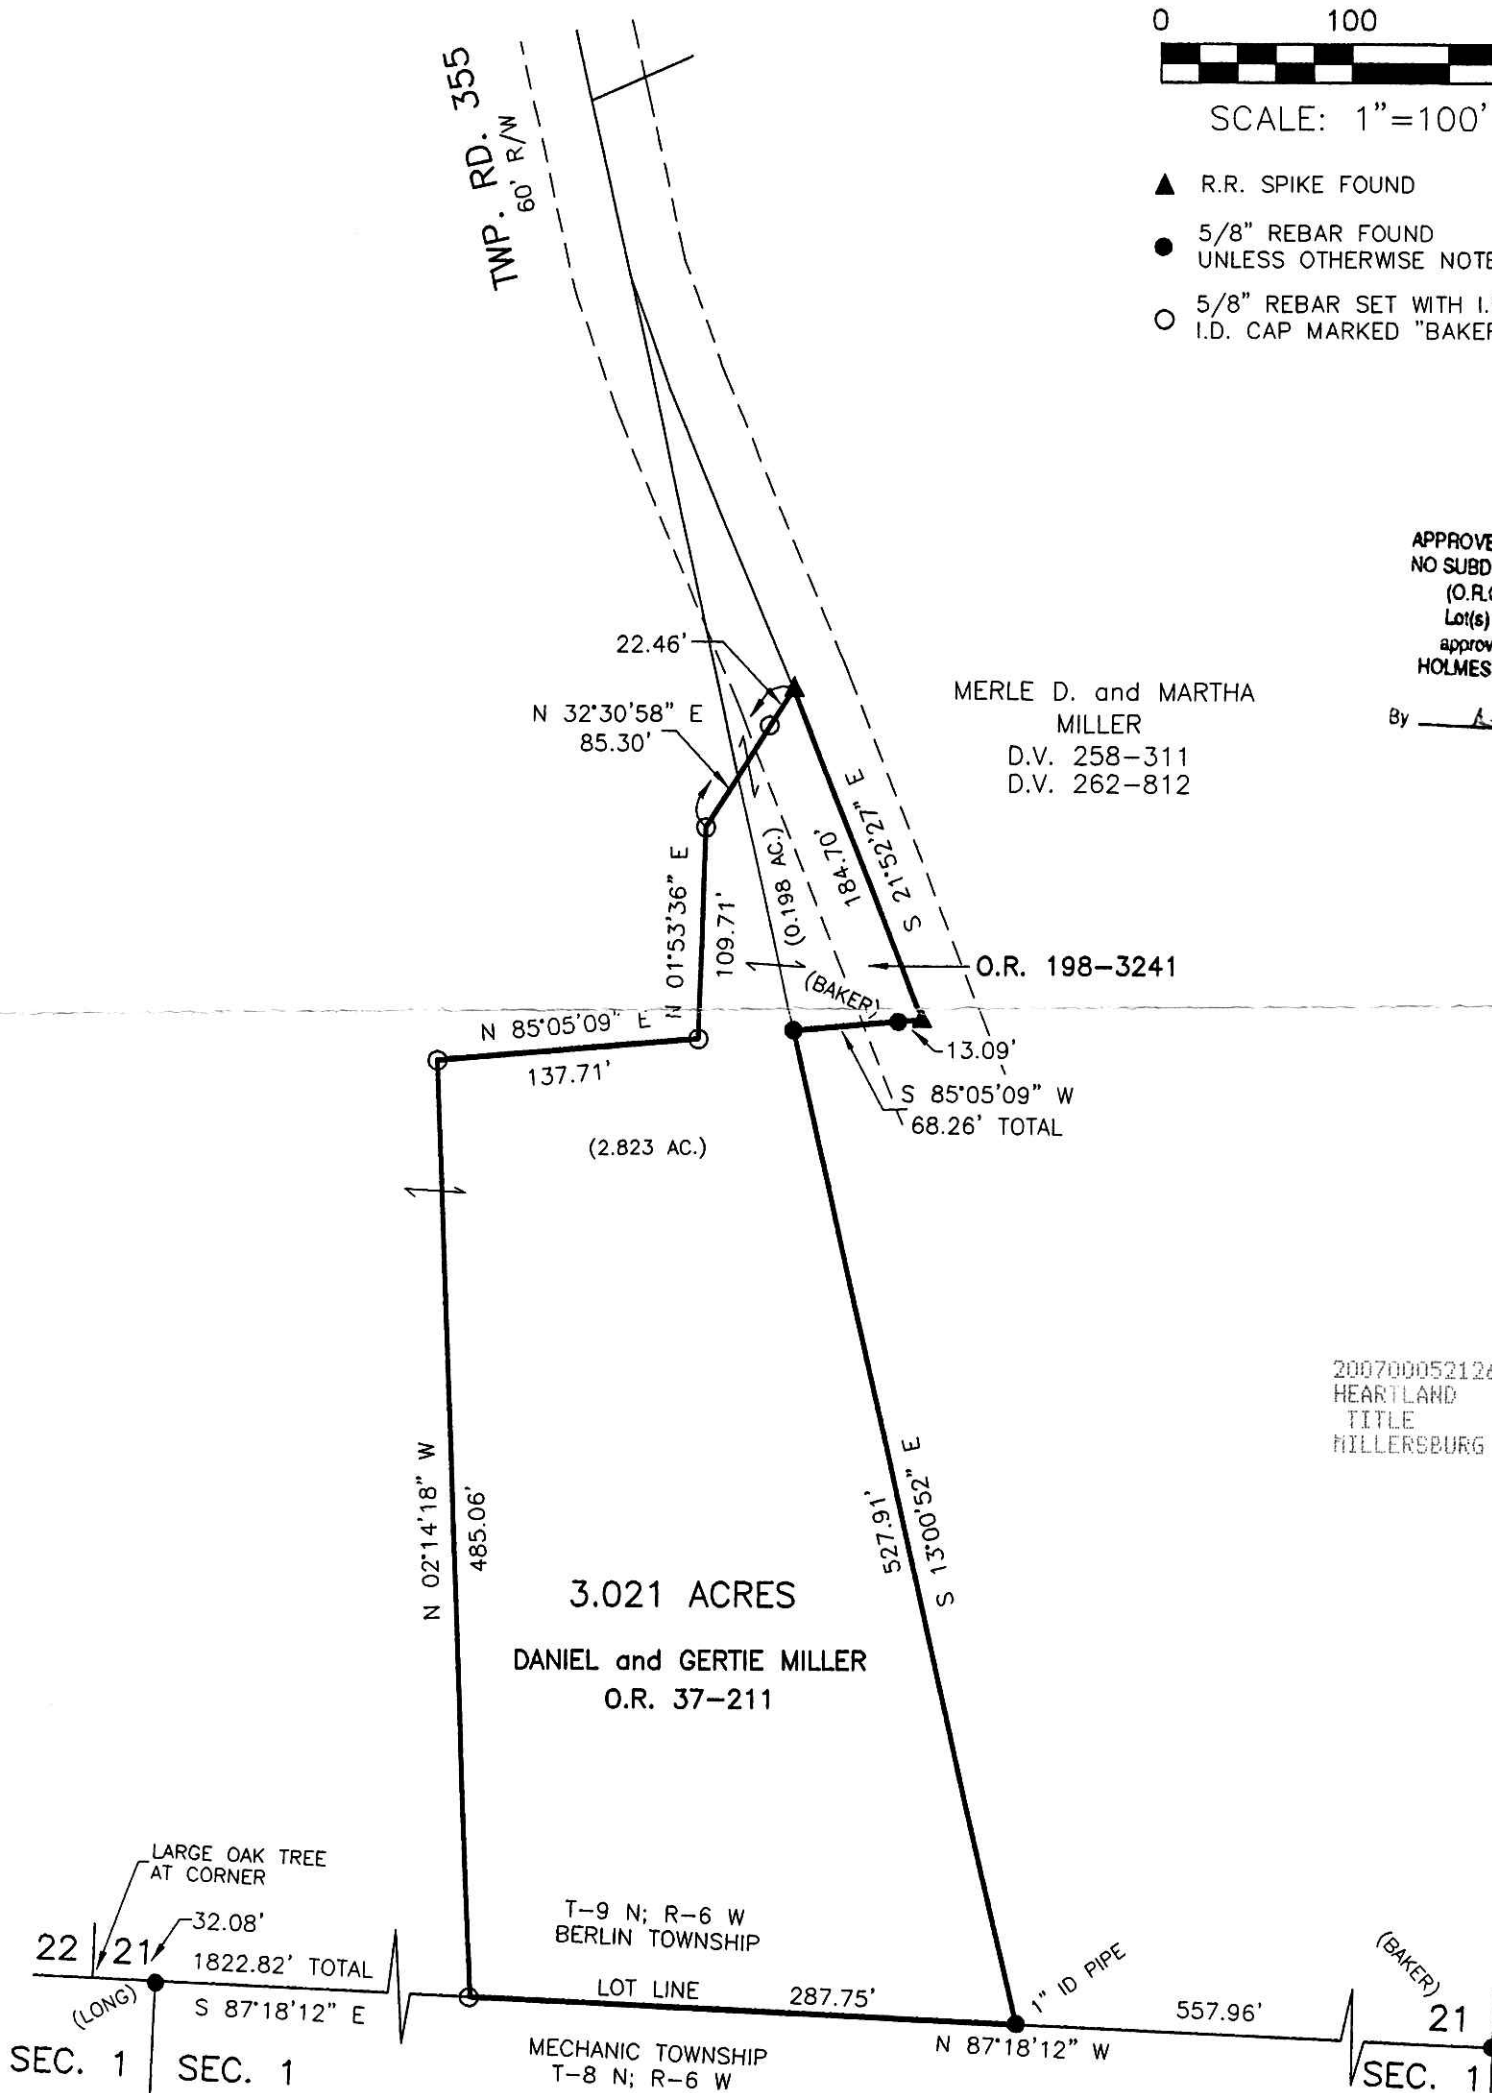 0 100
SCALE: 1"=100'
R.R. SPIKE FOUND
5/8" REBAR FOUND
UNLESS OTHERWISE NOTE
5/8" REBAR SET WITH I.
I.D. CAP MARKED "BAKER
TWP. RD. 355
60' R/W
APPROVE
NO SUBD
(O.R.
Lot(s)
approv
HOLMES
By
22.46'
N 32°30'58" E
85.30'
MERLE D. and MARTHA
MILLER
D.V. 258-311
D.V. 262-812
S 21°52'27" E
184.70'
(0.198 AC.)
N 01°53'36" E
109.71'
O.R. 198-3241
(BAKER)
N 85°05'09" E
137.71'
13.09'
S 85°05'09" W
68.26' TOTAL
(2.823 AC.)
200700052126
HEARTLAND
TITLE
MILLERSBURG
N 02°14'18" W
485.06'
527.91'
S 13°00'52" E
3.021 ACRES
DANIEL and GERTIE MILLER
O.R. 37-211
LARGE OAK TREE
AT CORNER
32.08'
22 21
1822.82' TOTAL
(LONG)
S 87°18'12" E
SEC. 1 SEC. 1
T-9 N; R-6 W
BERLIN TOWNSHIP
LOT LINE 287.75'
MECHANIC TOWNSHIP
T-8 N; R-6 W
1" ID PIPE
N 87°18'12" W
557.96'
(BAKER)
21
SEC. 1